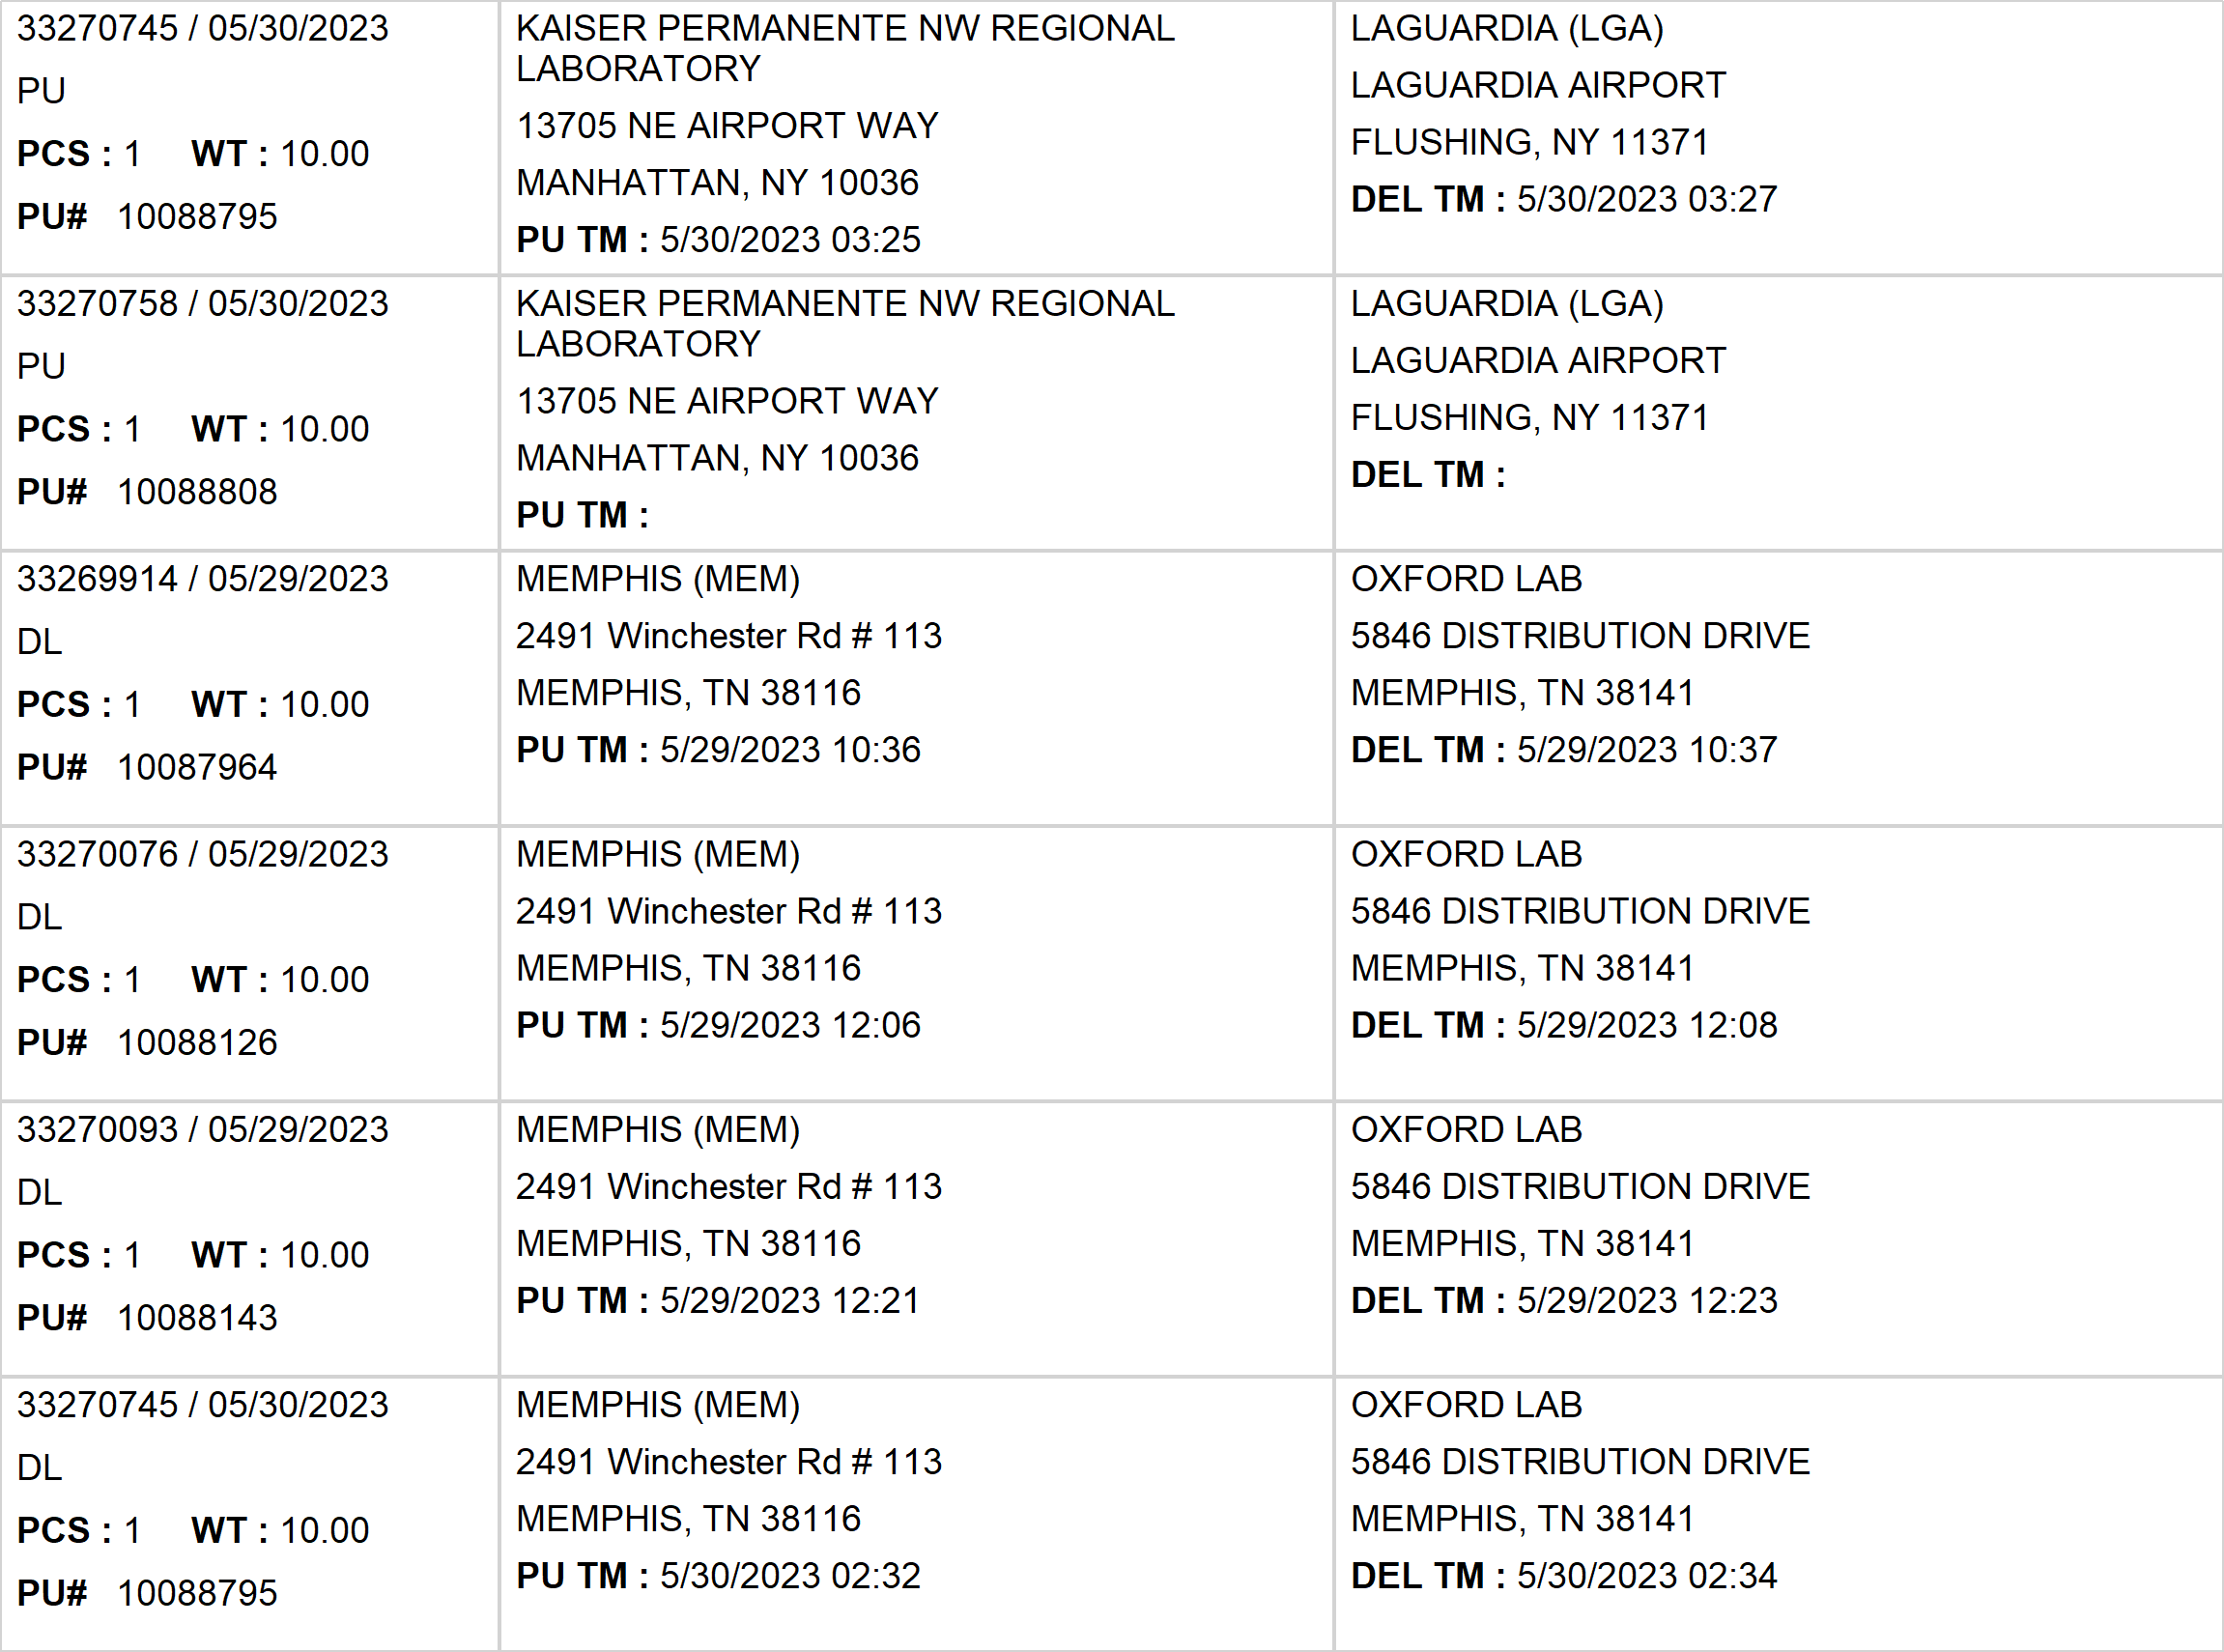 33270745 / 05/30/2023
PU
PCS : 1 WT : 10.00
PU# 10088795
KAISER PERMANENTE NW REGIONAL
LABORATORY
13705 NE AIRPORT WAY
MANHATTAN, NY 10036
PU TM : 5/30/2023 03:25
LAGUARDIA (LGA)
LAGUARDIA AIRPORT
FLUSHING, NY 11371
DEL TM : 5/30/2023 03:27
33270758 / 05/30/2023
PU
PCS : 1 WT : 10.00
PU# 10088808
KAISER PERMANENTE NW REGIONAL
LABORATORY
13705 NE AIRPORT WAY
MANHATTAN, NY 10036
PU TM :
LAGUARDIA (LGA)
LAGUARDIA AIRPORT
FLUSHING, NY 11371
DEL TM :
33269914 / 05/29/2023
DL
PCS : 1 WT : 10.00
PU# 10087964
MEMPHIS (MEM)
2491 Winchester Rd # 113
MEMPHIS, TN 38116
PU TM : 5/29/2023 10:36
OXFORD LAB
5846 DISTRIBUTION DRIVE
MEMPHIS, TN 38141
DEL TM : 5/29/2023 10:37
33270076 / 05/29/2023
DL
PCS : 1 WT : 10.00
PU# 10088126
MEMPHIS (MEM)
2491 Winchester Rd # 113
MEMPHIS, TN 38116
PU TM : 5/29/2023 12:06
OXFORD LAB
5846 DISTRIBUTION DRIVE
MEMPHIS, TN 38141
DEL TM : 5/29/2023 12:08
33270093 / 05/29/2023
DL
PCS : 1 WT : 10.00
PU# 10088143
MEMPHIS (MEM)
2491 Winchester Rd # 113
MEMPHIS, TN 38116
PU TM : 5/29/2023 12:21
OXFORD LAB
5846 DISTRIBUTION DRIVE
MEMPHIS, TN 38141
DEL TM : 5/29/2023 12:23
33270745 / 05/30/2023
DL
PCS : 1 WT : 10.00
PU# 10088795
MEMPHIS (MEM)
2491 Winchester Rd # 113
MEMPHIS, TN 38116
PU TM : 5/30/2023 02:32
OXFORD LAB
5846 DISTRIBUTION DRIVE
MEMPHIS, TN 38141
DEL TM : 5/30/2023 02:34